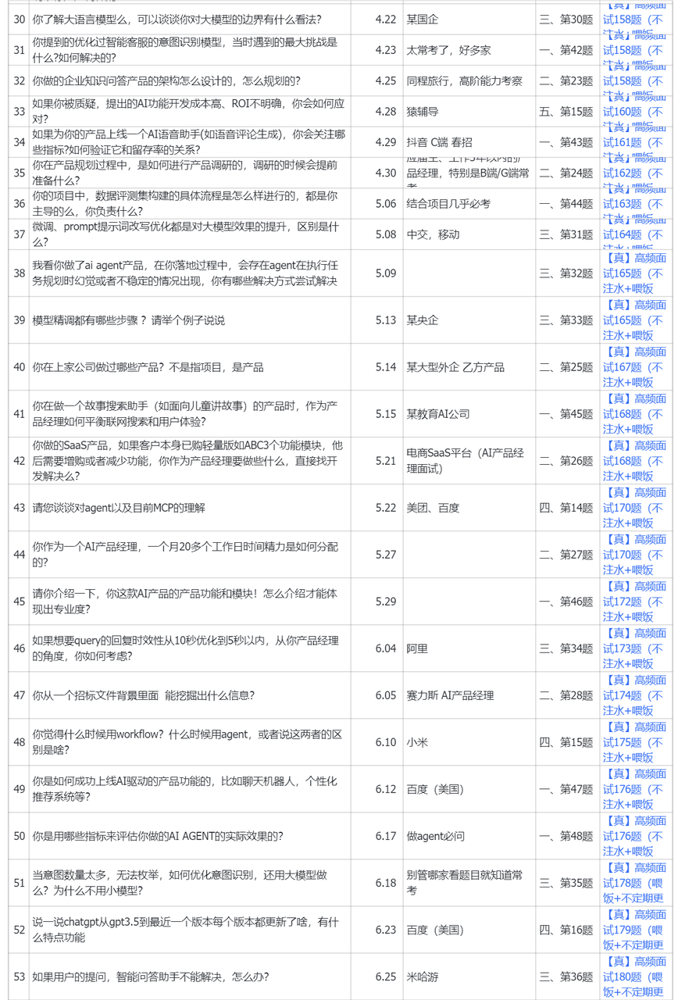 【真】高频面
30 你了解大语言模型么，可以谈谈你对大模型的边界有什么看法？ 4.22 某国企 三、第30题 试158题（不
注水+喂饭
【真】高频面
31 你提到的优化过智能客服的意图识别模型，当时遇到的最大挑战是
什么?如何解决的? 4.23 太常考了，好多家 一、第42题 试158题（不
注水+喂饭
【真】高频面
32 你做的企业知识问答产品的架构怎么设计的，怎么规划的？ 4.25 同程旅行，高阶能力考察 二、第23题 试158题（不
注水+喂饭
【真】高频面
33 如果你被质疑，提出的AI功能开发成本高、ROI不明确，你会如何应
对？ 4.28 猿辅导 五、第15题 试160题（不
注水+喂饭
【真】高频面
34 如果为你的产品上线一个AI语音助手(如语音评论生成)，你会关注哪
些指标?如何验证它和留存率的关系? 4.29 抖音 C端 春招 一、第43题 试161题（不
注水+喂饭
【真】高频面
35 你在产品规划过程中，是如何进行产品调研的，调研的时候会提前
准备什么？ 4.30 应届生、工作3年以内的产
品经理，特别是B端/G端常
考 二、第24题 试162题（不
注水+喂饭
【真】高频面
36 你的项目中，数据评测集构建的具体流程是怎么样进行的，都是你
主导的么，你负责什么？ 5.06 结合项目几乎必考 一、第44题 试163题（不
注水+喂饭
【真】高频面
37 微调、prompt提示词改写优化都是对大模型效果的提升，区别是什
么？ 5.08 中交，移动 三、第31题 试164题（不
注水+喂饭
38 我看你做了ai agent产品，在你落地过程中，会存在agent在执行任
务规划时幻觉或者不稳定的情况出现，你有哪些解决方式尝试解决 5.09 三、第32题 【真】高频面
试165题（不
注水+喂饭
39 模型精调都有哪些步骤 ？请举个例子说说 5.13 某央企 三、第33题 【真】高频面
试165题（不
注水+喂饭
40 你在上家公司做过哪些产品？不是指项目，是产品 5.14 某大型外企 乙方产品 二、第25题 【真】高频面
试167题（不
注水+喂饭
41 你在做一个故事搜索助手（如面向儿童讲故事）的产品时，作为产
品经理如何平衡联网搜索和用户体验？ 5.15 某教育AI公司 一、第45题 【真】高频面
试168题（不
注水+喂饭
42 你做的SaaS产品，如果客户本身已购轻量版如ABC3个功能模块，他
后需要增购或者减少功能，你作为产品经理要做些什么，直接找开
发解决么？ 5.21 电商SaaS平台（AI产品经
理面试） 二、第26题 【真】高频面
试168题（不
注水+喂饭
43 请您谈谈对agent以及目前MCP的理解 5.22 美团、百度 四、第14题 【真】高频面
试170题（不
注水+喂饭
44 你作为一个AI产品经理，一个月20多个工作日时间精力是如何分配
的？ 5.27 二、第27题 【真】高频面
试170题（不
注水+喂饭
45 请你介绍一下，你这款AI产品的产品功能和模块！怎么介绍才能体
现出专业度？ 5.29 一、第46题 【真】高频面
试172题（不
注水+喂饭
46 如果想要query的回复时效性从10秒优化到5秒以内，从你产品经理
的角度，你如何考虑？ 6.04 阿里 三、第34题 【真】高频面
试173题（不
注水+喂饭
47 你从一个招标文件背景里面 能挖掘出什么信息？ 6.05 赛力斯 AI产品经理 二、第28题 【真】高频面
试174题（不
注水+喂饭
48 你觉得什么时候用workflow？什么时候用agent，或者说这两者的区
别是啥？ 6.10 小米 四、第15题 【真】高频面
试175题（不
注水+喂饭
49 你是如何成功上线AI驱动的产品功能的，比如聊天机器人，个性化
推荐系统等？ 6.12 百度（美国） 一、第47题 【真】高频面
试176题（不
注水+喂饭
50 你是用哪些指标来评估你做的AI AGENT的实际效果的？ 6.17 做agent必问 一、第48题 【真】高频面
试176题（不
注水+喂饭
51 当意图数量太多，无法枚举，如何优化意图识别，还用大模型做
么？为什么不用小模型？ 6.18 别管哪家看题目就知道常
考 三、第35题 【真】高频面
试178题（喂
饭+不定期更
52 说一说chatgpt从gpt3.5到最近一个版本每个版本都更新了啥，有什
么特点功能 6.23 百度（美国） 四、第16题 【真】高频面
试179题（喂
饭+不定期更
53 如果用户的提问，智能问答助手不能解决，怎么办？ 6.25 米哈游 三、第36题 【真】高频面
试180题（喂
饭+不定期更